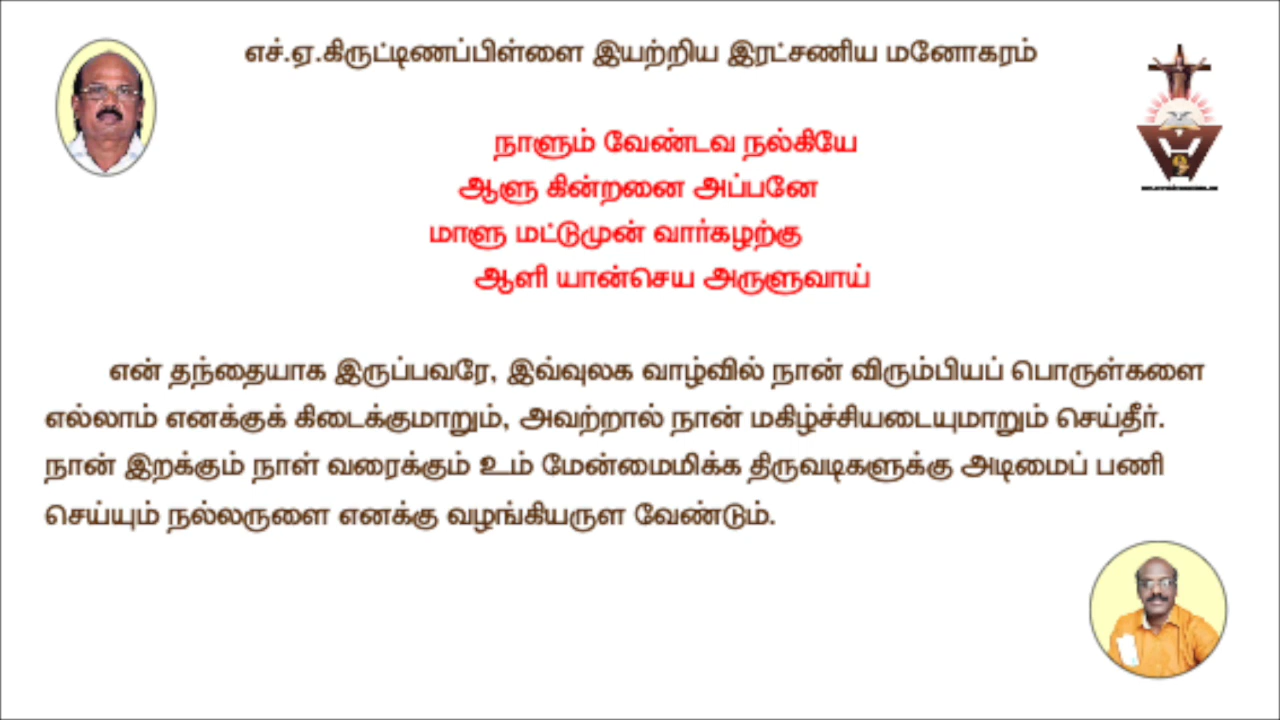 எச்.ஏ.கிருட்டிணப்பிள்ளை இயற்றிய இரட்சணிய மனோகரம்
நாளும் வேண்டவ நல்கியே
ஆளு கின்றனை அப்பனே
மாளு மட்டுமுன் வார்கழற்கு
ஆளி யான்செய அருளுவாய்
என் தந்தையாக இருப்பவரே, இவ்வுலக வாழ்வில் நான் விரும்பியப் பொருள்களை
எல்லாம் எனக்குக் கிடைக்குமாறும், அவற்றால் நான் மகிழ்ச்சியடையுமாறும் செய்தீர்.
நான் இறக்கும் நாள் வரைக்கும் உம் மேன்மைமிக்க திருவடிகளுக்கு அடிமைப் பணி
செய்யும் நல்லருளை எனக்கு வழங்கியருள வேண்டும்.